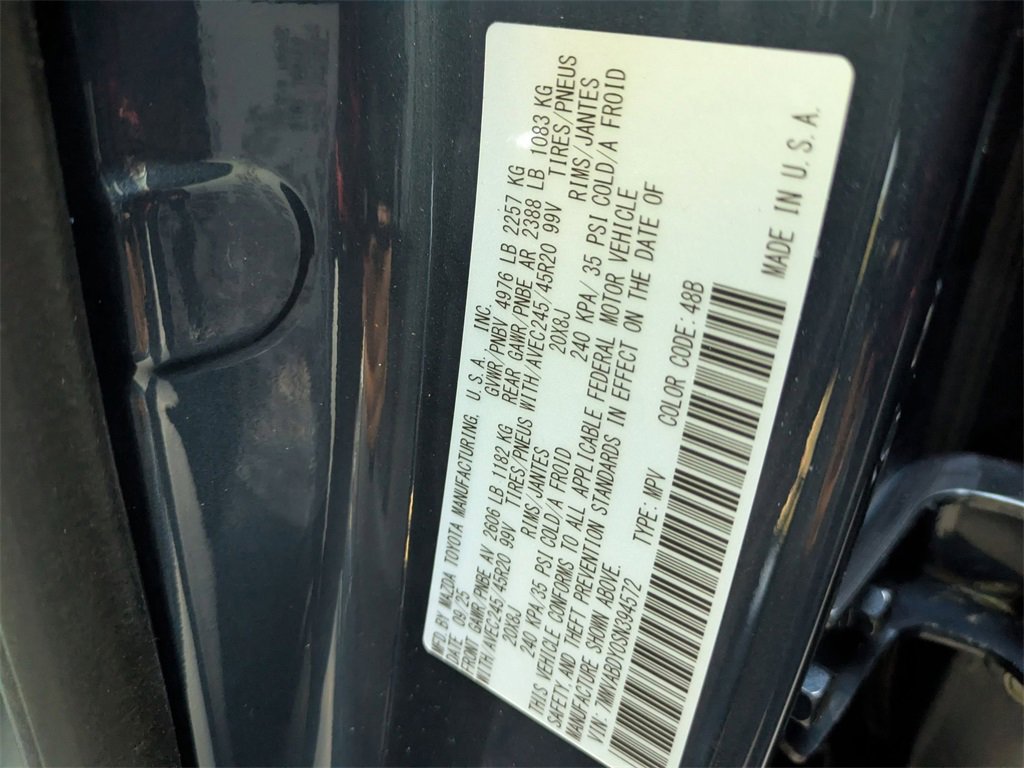 MFD. BY MAZDA TOYOTA MANUFACTURING, U.S.A. INC.
DATE 09/25 GVWR/PNBV 4976 LB 2257 KG
FRONT GAWR/PNBE AV 2606 LB 1182 KG REAR GAWR/PNBE AR 2388 LB 1083 KG
WITH/AVEC245/45R20 99V TIRES/PNEUS WITH/AVEC245/45R20 99V TIRES/PNEUS
20X8J RIMS/JANTES 20X8J RIMS/JANTES
240 KPA/35 PSI COLD/A FROID 240 KPA/ 35 PSI COLD/A FROID
THIS VEHICLE CONFORMS TO ALL APPLICABLE FEDERAL MOTOR VEHICLE
SAFETY, AND THEFT PREVENTION STANDARDS IN EFFECT ON THE DATE OF
MANUFACTURE SHOWN ABOVE.
VIN: TYPE: MPV COLOR CODE: 48B
MADE IN U.S.A.